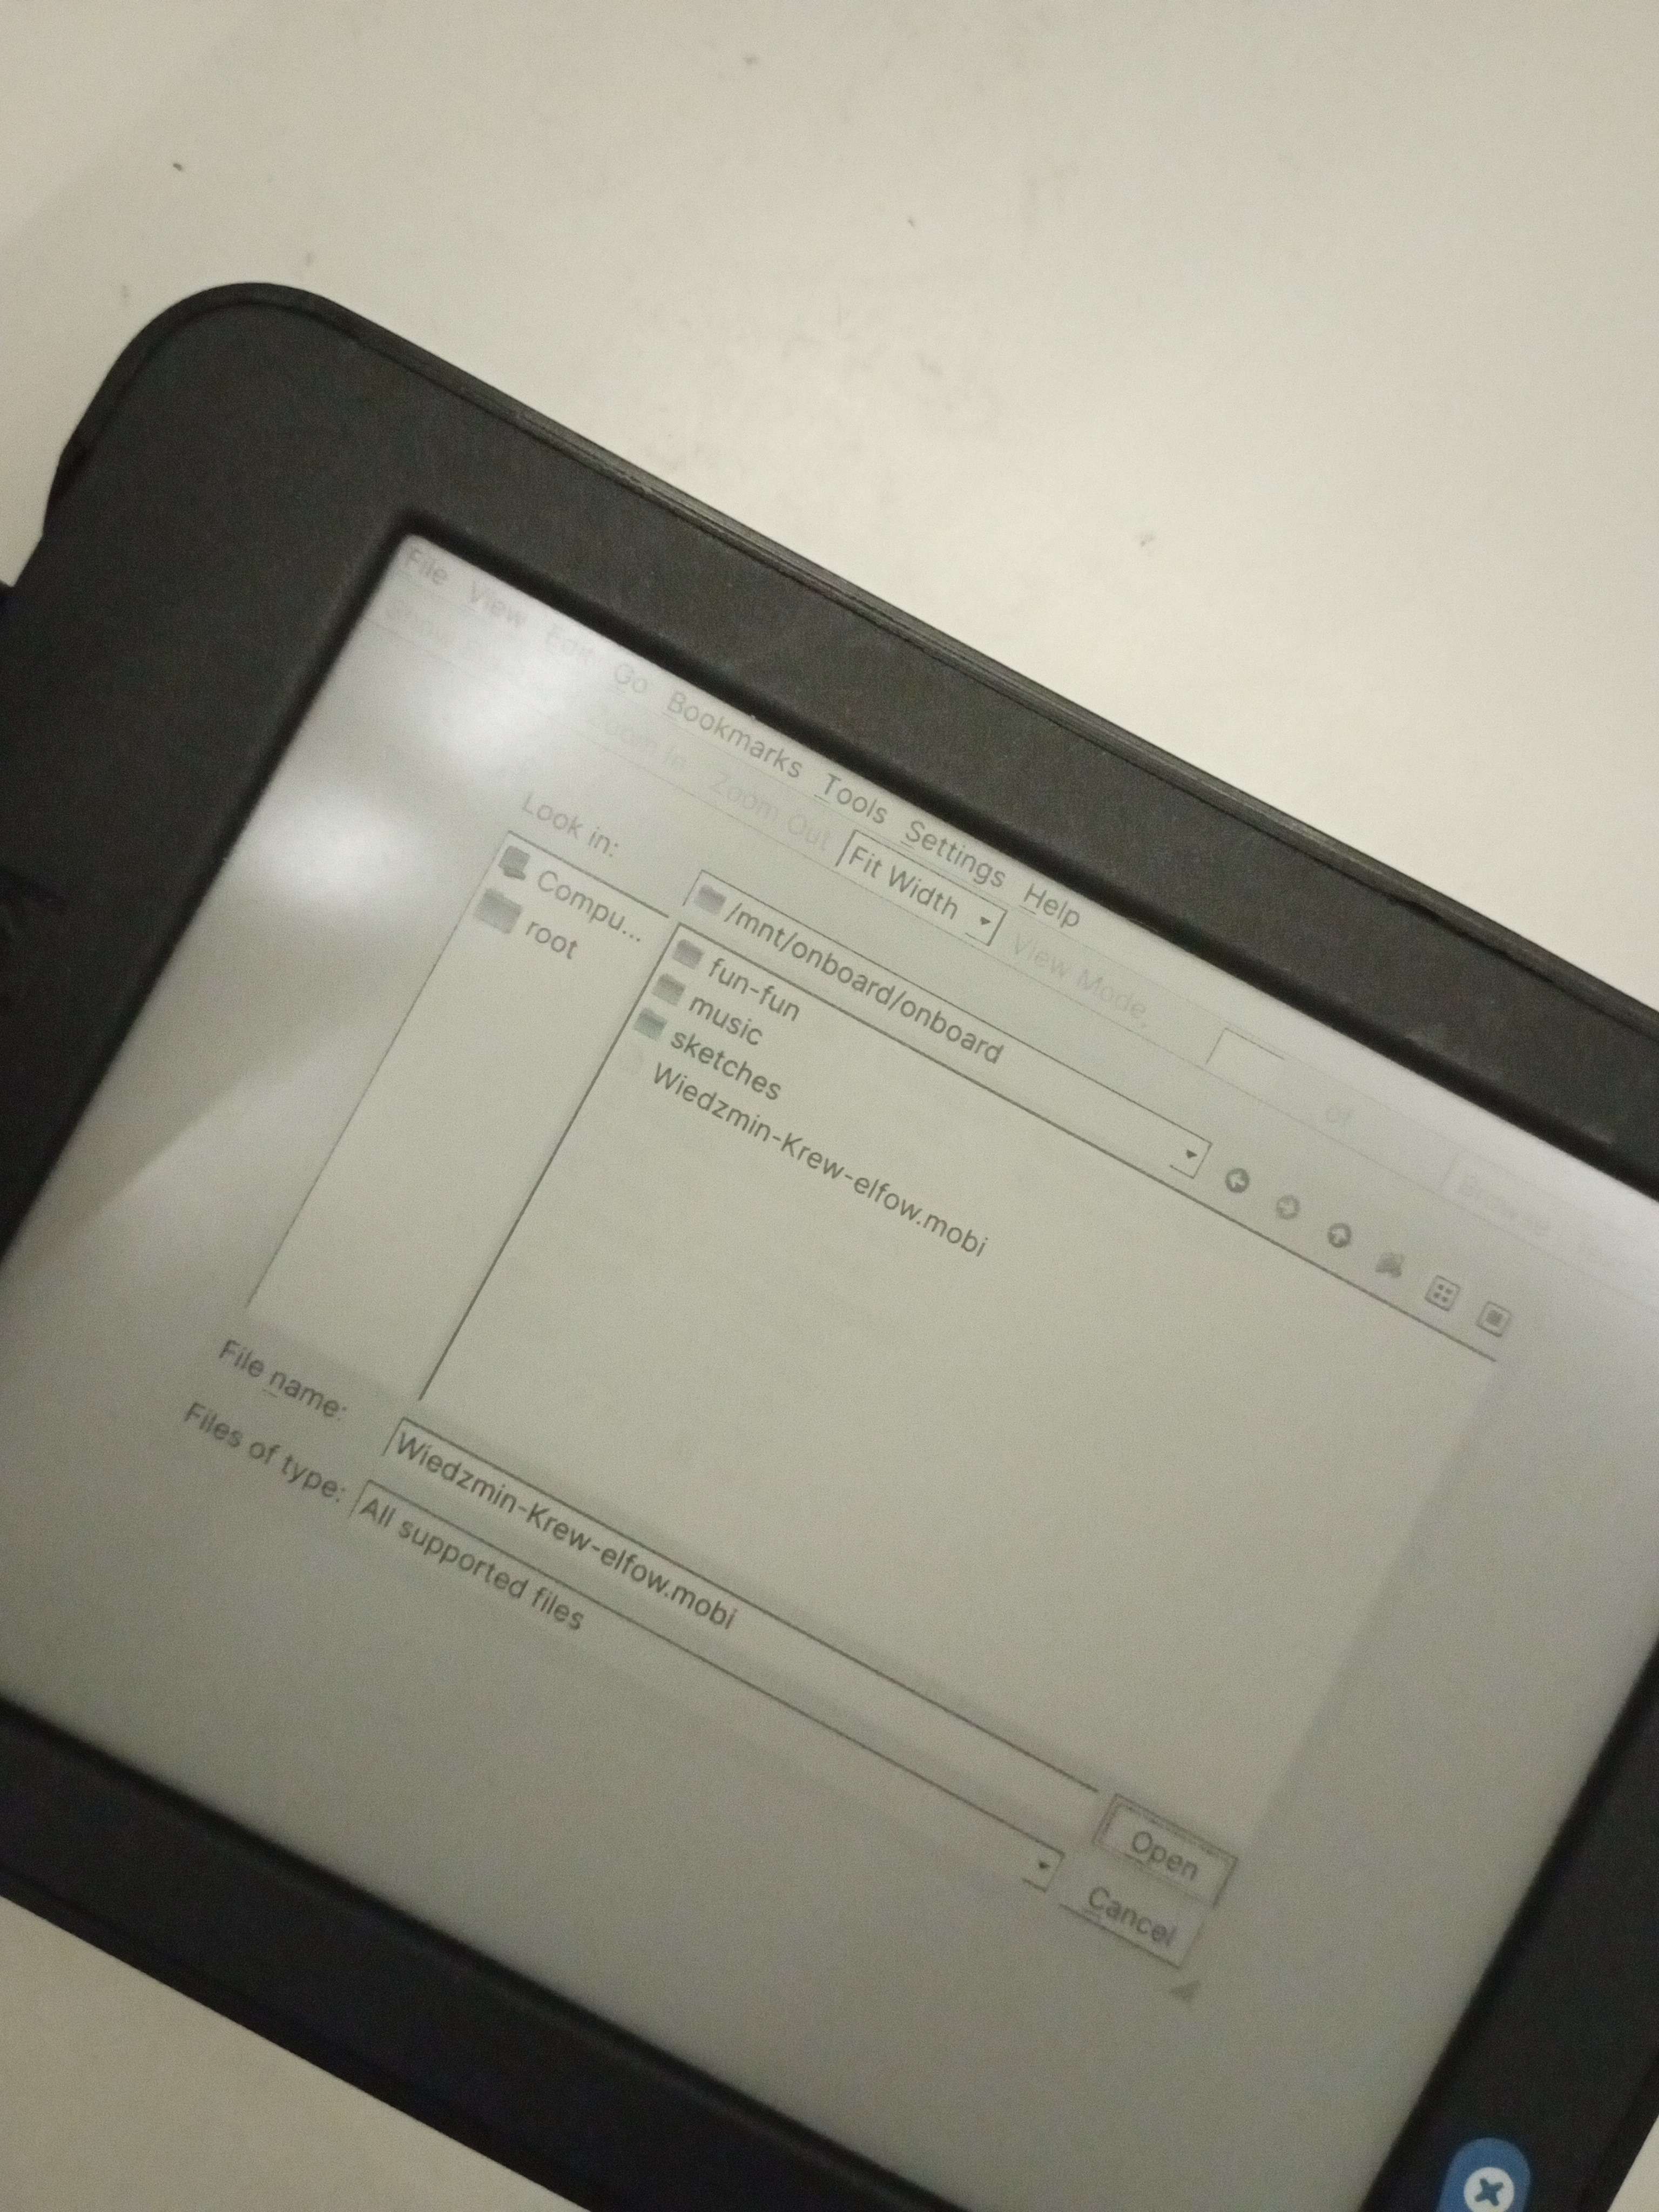 File View Edit Go Bookmarks Tools Settings Help
Zoom In Zoom Out Fit Width View Mode
of
Look in: /mnt/onboard/onboard
Compu...
root
fun-fun
music
sketches
Wiedzmin-Krew-elfow.mobi
File name: Wiedzmin-Krew-elfow.mobi Open
Files of type: All supported files Cancel